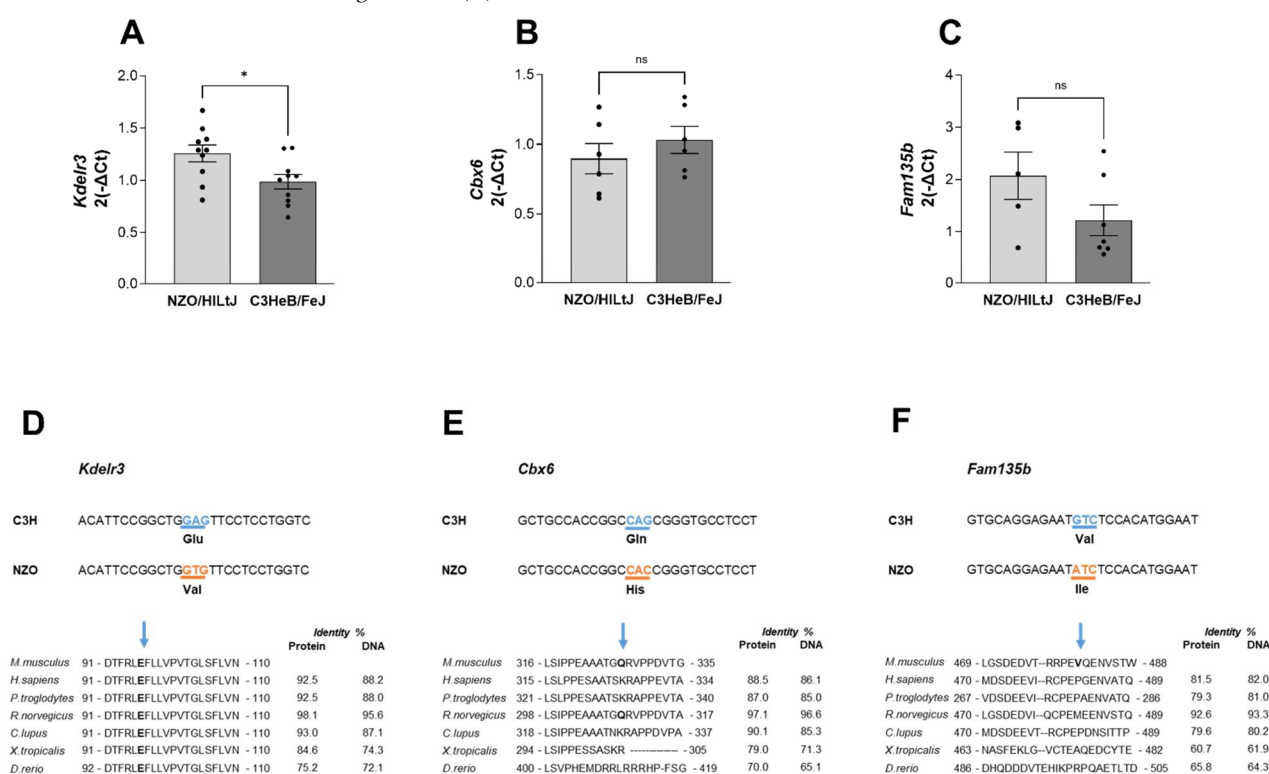 A
B
C
*
ns
ns
2.0
1.5
1.0
0.5
0.0
Kdelr3
2(-ΔCt)
NZO/HILtJ C3HeB/FeJ
1.5
1.0
0.5
0.0
Cbx6
2(-ΔCt)
NZO/HILtJ C3HeB/FeJ
4
3
2
1
0
Fam135b
2(-ΔCt)
NZO/HILtJ C3HeB/FeJ
D
Kdelr3
C3H ACATTCCGGCTGGAGTTCCTCCTGGTC
Glu
NZO ACATTCCGGCTGGTGTTCCTCCTGGTC
Val
Identity %
Protein DNA
M.musculus 91 - DTFRLEFLLVPVTGLSFLVN - 110
H.sapiens 91 - DTFRLEFLLVPVTGLSFLVN - 110 92.5 88.2
P.troglodytes 91 - DTFRLEFLLVPVTGLSFLVN - 110 92.5 88.0
R.norvegicus 91 - DTFRLEFLLVPVTGLSFLVN - 110 98.1 95.6
C.lupus 91 - DTFRLEFLLVPVTGLSFLVN - 110 93.0 87.1
X.tropicalis 91 - DTFRLEFLLVPVTGLSFLVN - 110 84.6 74.3
D.rerio 92 - DTFRLEFLLVPVTGLSFLVN - 110 75.2 72.1
E
Cbx6
C3H GCTGCCACCGGCCAGCGGGTGCCTCCT
Gln
NZO GCTGCCACCGGCCACCGGGTGCCTCCT
His
Identity %
Protein DNA
M.musculus 316 - LSIPPEAAATGQRVPPDVTG - 335
H.sapiens 315 - LSLPPESAATSKRAPPEVTA - 334 88.5 86.1
P.troglodytes 321 - LSLPPESAATSKRAPPEVTA - 340 87.0 85.0
R.norvegicus 298 - LSIPPEAAATGQRVPPDVTA - 317 97.1 96.6
C.lupus 318 - LSIPPEAAATNKRAPPDVPA - 337 90.1 85.3
X.tropicalis 294 - LSIPPESSASKR ------------- - 305 79.0 71.3
D.rerio 400 - LSVPHEMDRRLRRRHP-FSG - 419 70.0 65.1
F
Fam135b
C3H GTGCAGGAGAATGTCTCCACATGGAAT
Val
NZO GTGCAGGAGAATATCTCCACATGGAAT
Ile
Identity %
Protein DNA
M.musculus 469 - LGSDEDVT--RRPEVQENVSTW - 488
H.sapiens 470 - MDSDEEVI--RCPEPGENVATQ - 489 81.5 82.0
P.troglodytes 267 - VDSDEEVI--RCPEPAENVATQ - 286 79.3 81.0
R.norvegicus 470 - LGSDEDVI--QCPEMEENVSTQ - 489 92.6 93.3
C.lupus 470 - MDSDEEVT--RCPEPDNSITTP - 489 79.6 80.2
X.tropicalis 463 - NASFEKLG--VCTEAQEDCYTE - 482 60.7 61.9
D.rerio 486 - DHQDDDVTEHIKPRPQAETLTD - 505 65.8 64.3